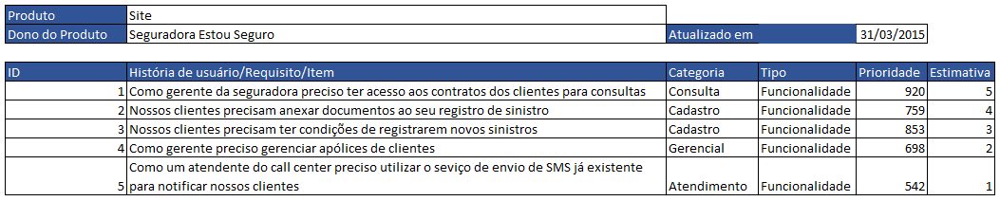 Produto Site
Dono do Produto Seguradora Estou Seguro Atualizado em 31/03/2015
ID História de usuário/Requisito/Item Categoria Tipo Prioridade Estimativa
1 Como gerente da seguradora preciso ter acesso aos contratos dos clientes para consultas Consulta Funcionalidade 920 5
2 Nossos clientes precisam anexar documentos ao seu registro de sinistro Cadastro Funcionalidade 759 4
3 Nossos clientes precisam ter condições de registrarem novos sinistros Cadastro Funcionalidade 853 3
4 Como gerente preciso gerenciar apólices de clientes Gerencial Funcionalidade 698 2
Como um atendente do call center preciso utilizar o seviço de envio de SMS já existente
5 para notificar nossos clientes Atendimento Funcionalidade 542 1